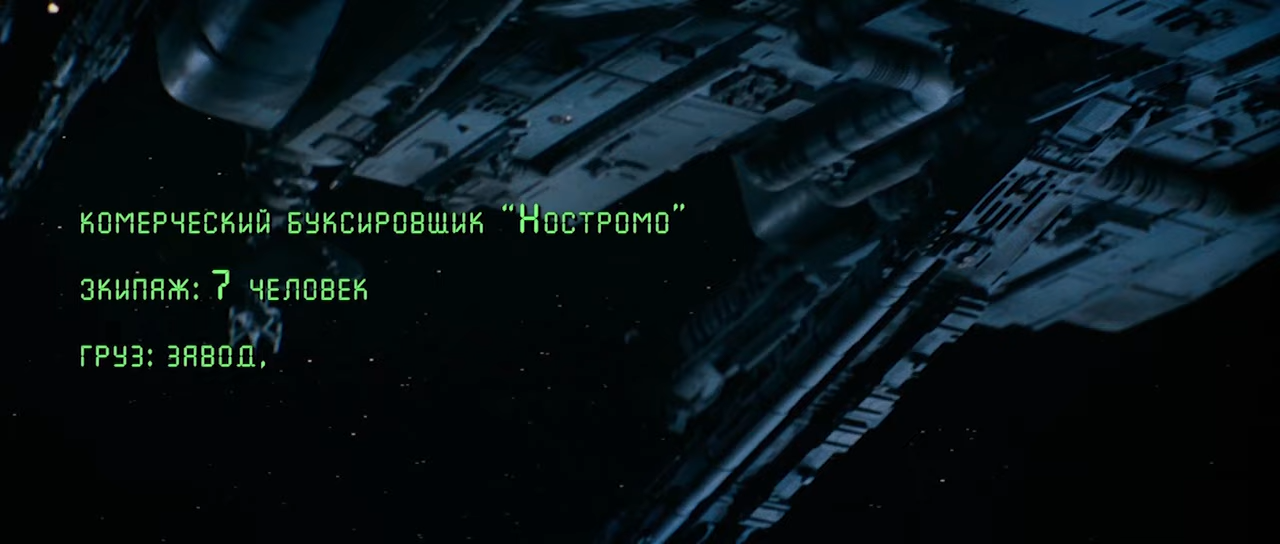 комерческий буксировщик “Ностромо”
экипаж: 7 человек
груз: завод,